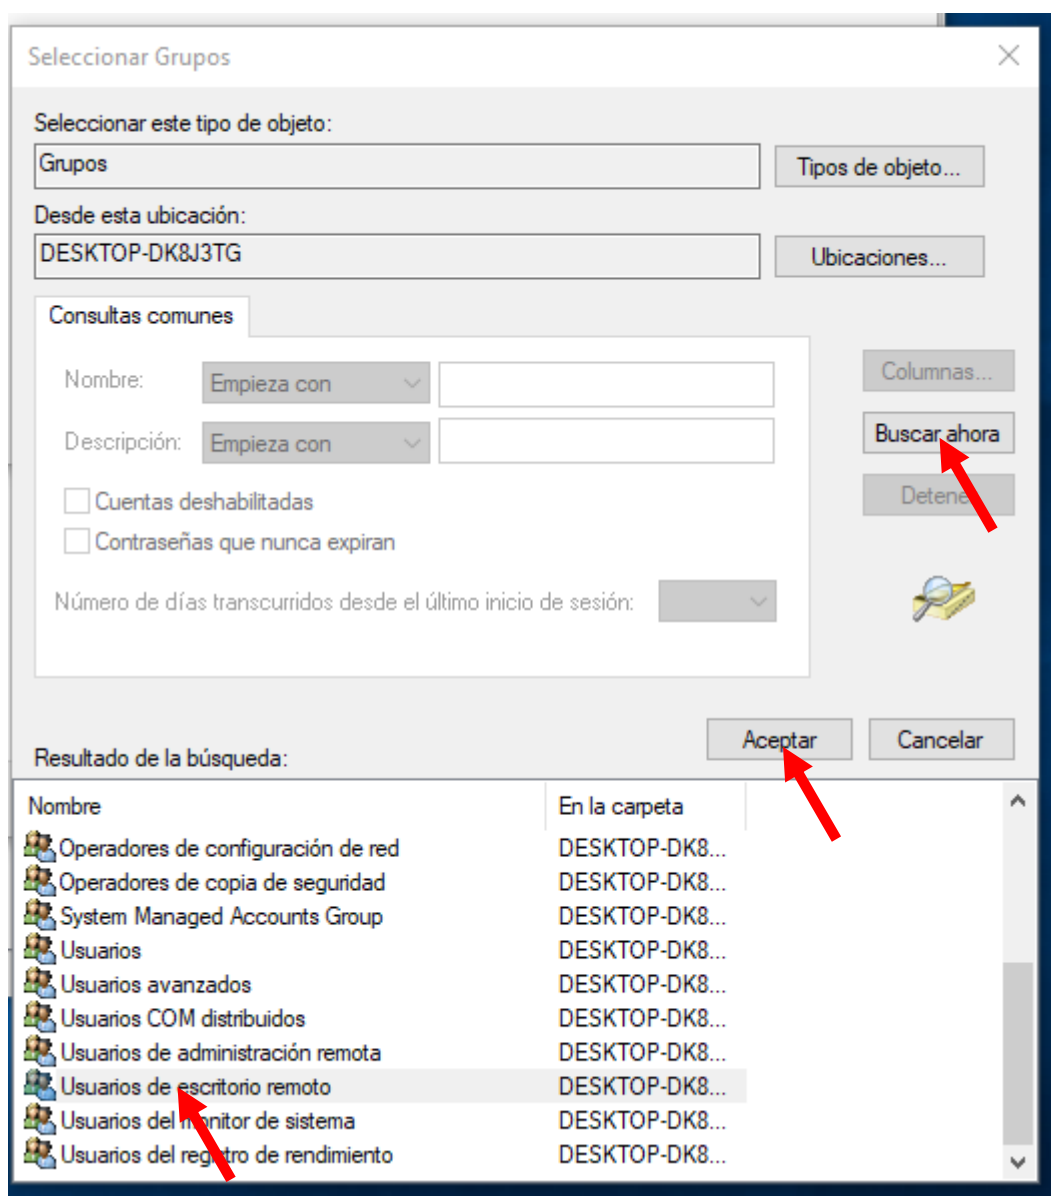 Seleccionar Grupos
Seleccionar este tipo de objeto:
Grupos
Tipos de objeto...
Desde esta ubicación:
DESKTOP-DK8J3TG
Ubicaciones...
Consultas comunes
Nombre:
Empieza con
Columnas...
Descripción:
Empieza con
Buscar ahora
Cuentas deshabilitadas
Contraseñas que nunca expiran
Número de días transcurridos desde el último inicio de sesión:
Aceptar
Cancelar
Resultado de la búsqueda:
Nombre En la carpeta
Operadores de configuración de red DESKTOP-DK8...
Operadores de copia de seguridad DESKTOP-DK8...
System Managed Accounts Group DESKTOP-DK8...
Usuarios DESKTOP-DK8...
Usuarios avanzados DESKTOP-DK8...
Usuarios COM distribuidos DESKTOP-DK8...
Usuarios de administración remota DESKTOP-DK8...
Usuarios de escritorio remoto DESKTOP-DK8...
Usuarios del monitor de sistema DESKTOP-DK8...
Usuarios del registro de rendimiento DESKTOP-DK8...